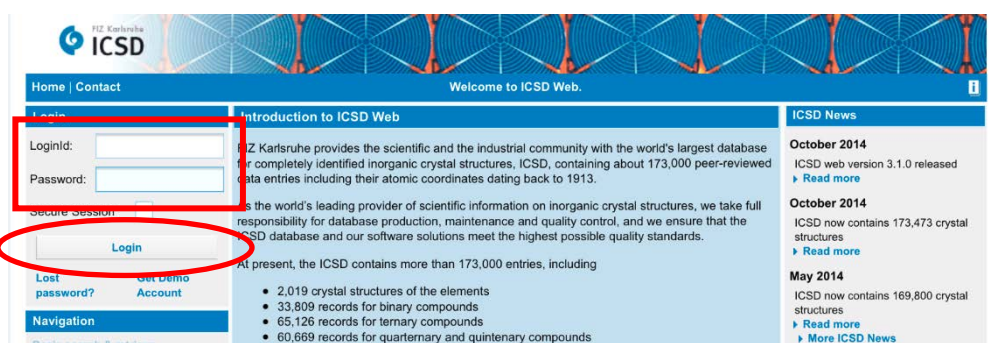 FIZ Karlsruhe
ICSD
Home | Contact
Welcome to ICSD Web.
i
Login
LoginId:
Password:
Secure Session
Login
Lost password?
Get Demo Account
Navigation
Introduction to ICSD Web
FIZ Karlsruhe provides the scientific and the industrial community with the world's largest database
for completely identified inorganic crystal structures, ICSD, containing about 173,000 peer-reviewed
data entries including their atomic coordinates dating back to 1913.
As the world's leading provider of scientific information on inorganic crystal structures, we take full
responsibility for database production, maintenance and quality control, and we ensure that the
ICSD database and our software solutions meet the highest possible quality standards.
At present, the ICSD contains more than 173,000 entries, including
• 2,019 crystal structures of the elements
• 33,809 records for binary compounds
• 65,126 records for ternary compounds
• 60,669 records for quarternary and quintenary compounds
ICSD News
October 2014
ICSD web version 3.1.0 released
Read more
October 2014
ICSD now contains 173,473 crystal
structures
Read more
May 2014
ICSD now contains 169,800 crystal
structures
Read more
More ICSD News